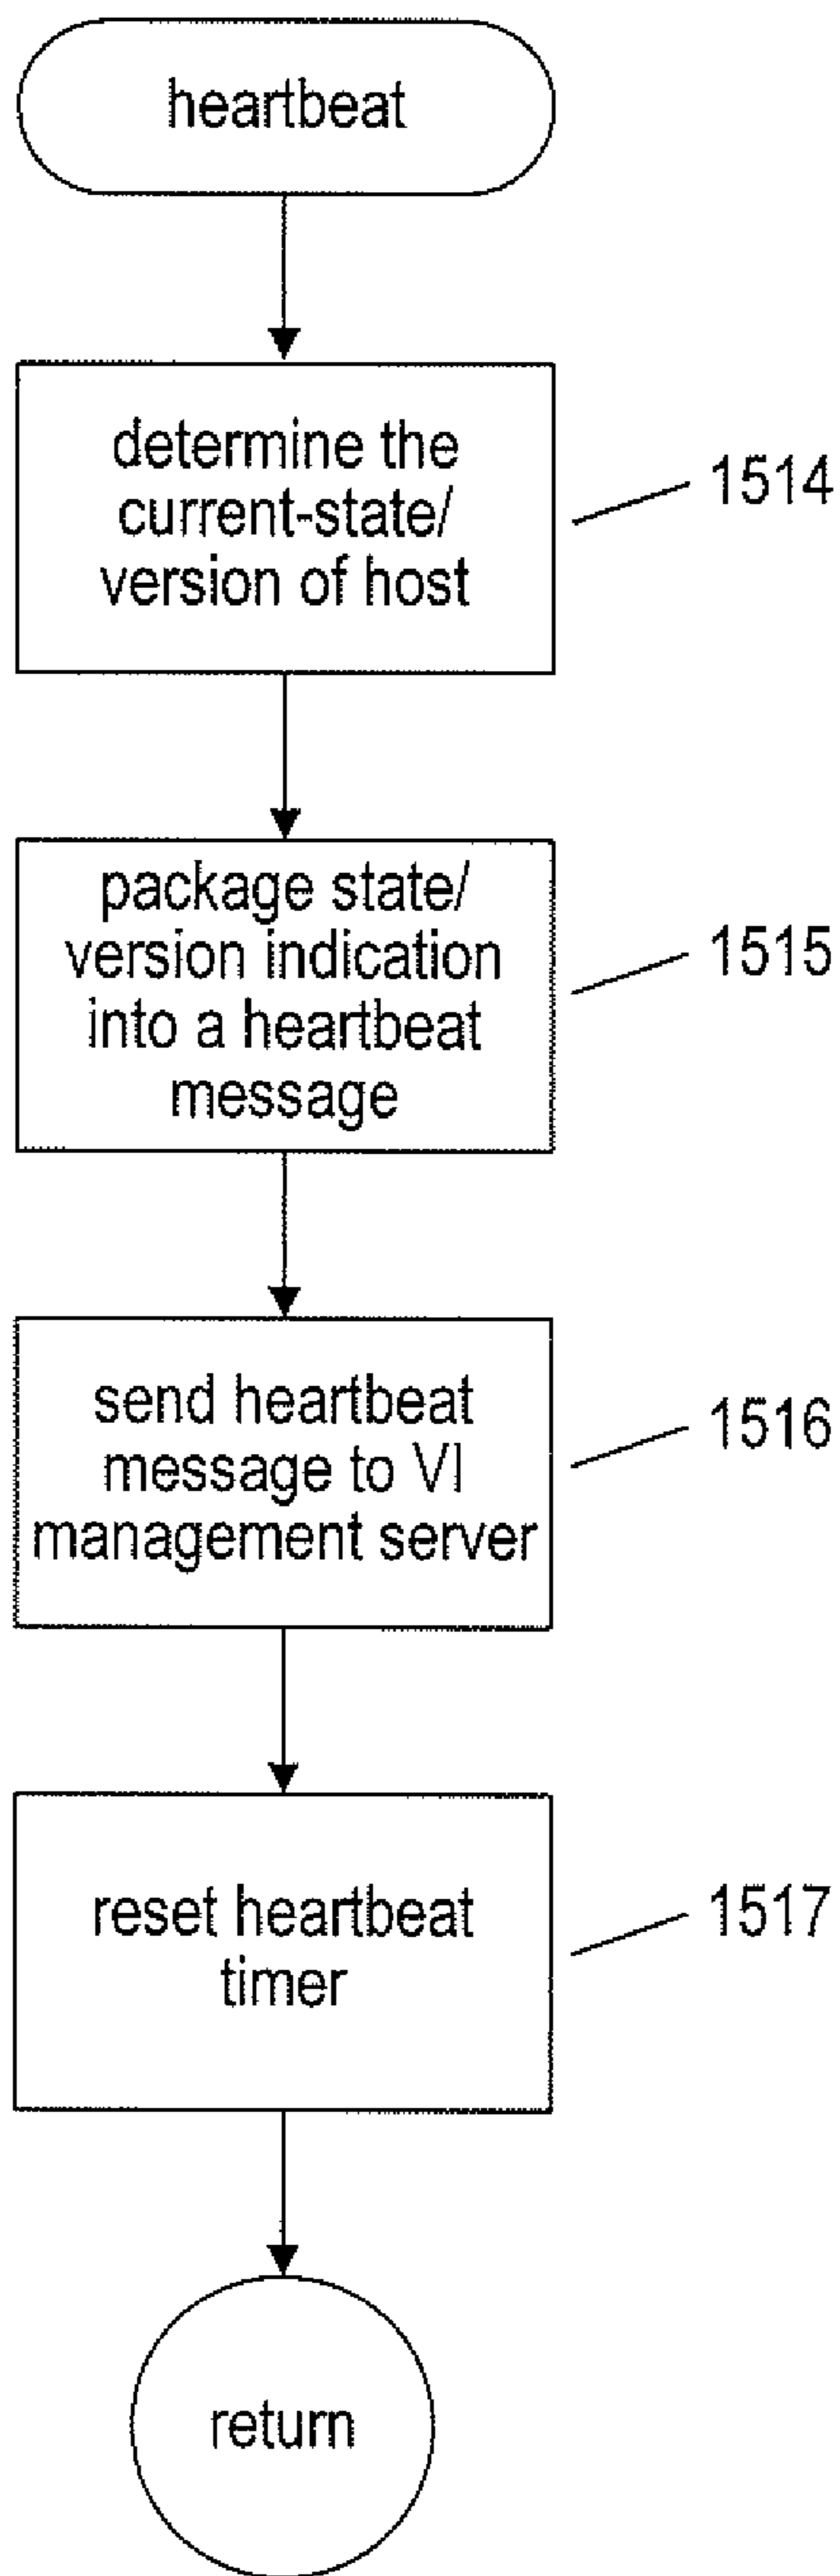 heartbeat
determine the
current-state/
version of host
1514
package state/
version indication
into a heartbeat
message
1515
send heartbeat
message to VI
management server
1516
reset heartbeat
timer
1517
return